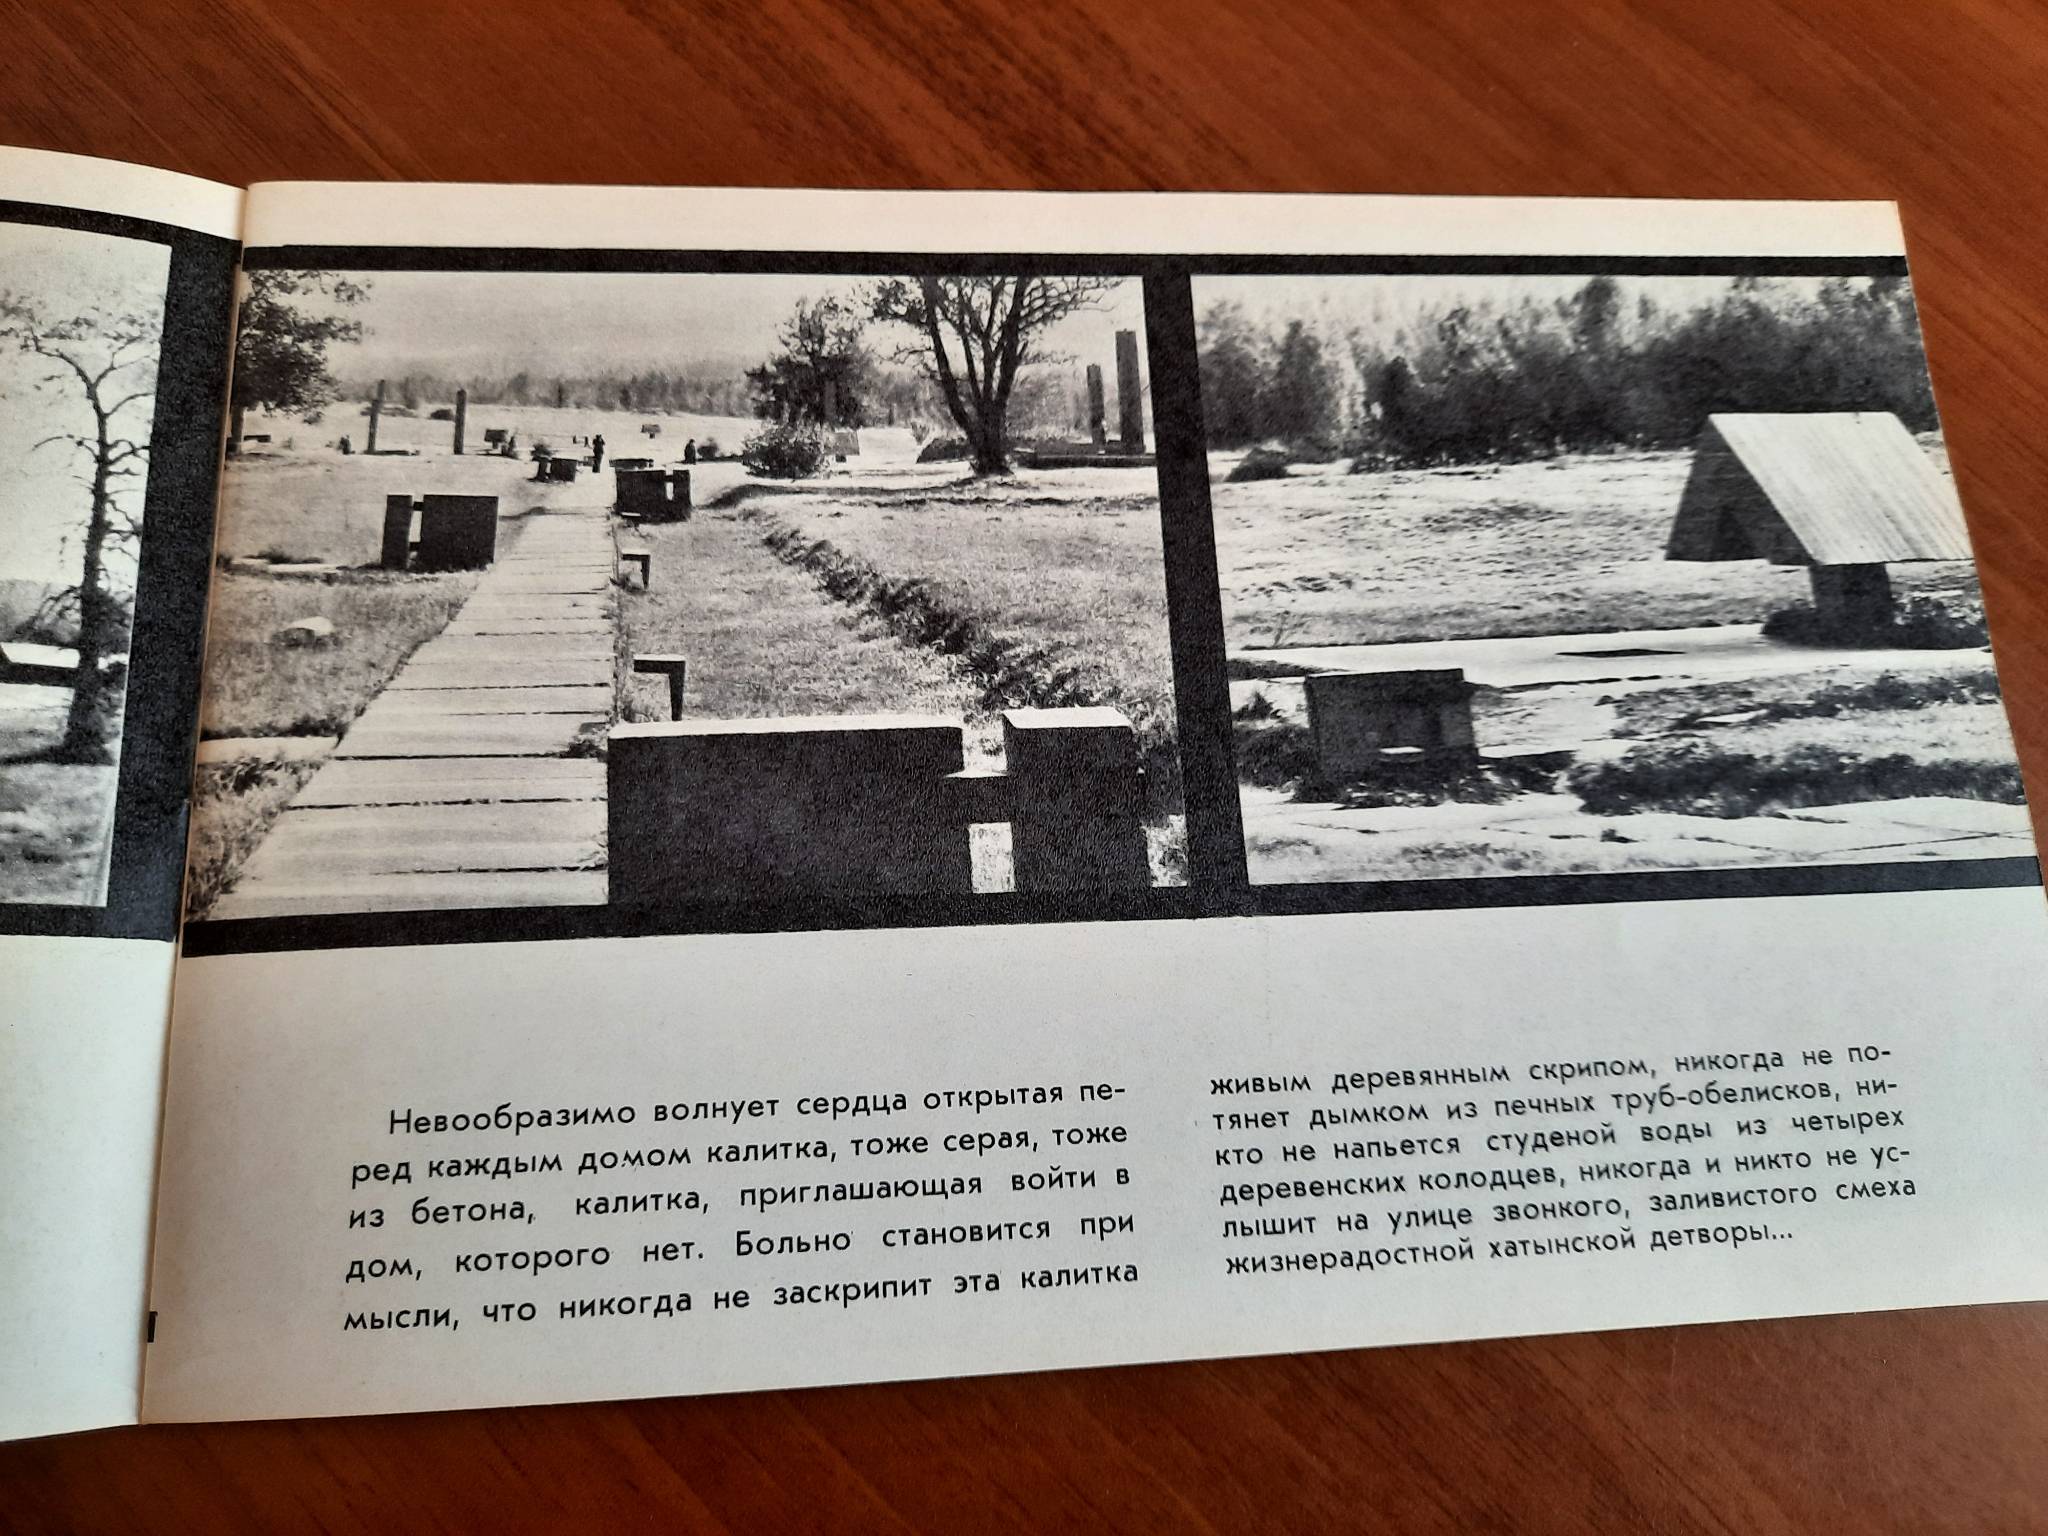 Невообразимо волнует сердца открытая пе-
ред каждым домом калитка, тоже серая, тоже
из бетона, калитка, приглашающая войти в
дом, которого нет. Больно становится при
мысли, что никогда не заскрипит эта калитка
живым деревянным скрипом, никогда не по-
тянет дымком из печных труб-обелисков, ни-
кто не напьется студеной воды из четырех
деревенских колодцев, никогда и никто не ус-
лышит на улице звонкого, заливистого смеха
жизнерадостной хатынской детворы...